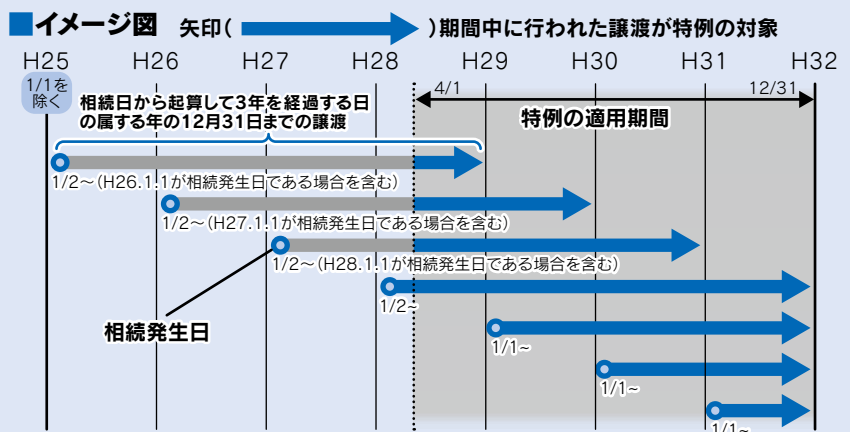 ■イメージ図 矢印( )期間中に行われた譲渡が特例の対象
H25 H26 H27 H28 H29 H30 H31 H32
1/1を
除く
相続日から起算して3年を経過する日
の属する年の12月31日までの譲渡
4/1 12/31
特例の適用期間
1/2～(H26.1.1が相続発生日である場合を含む)
1/2～(H27.1.1が相続発生日である場合を含む)
1/2～(H28.1.1が相続発生日である場合を含む)
1/2~
相続発生日
1/1~
1/1~
1/1~